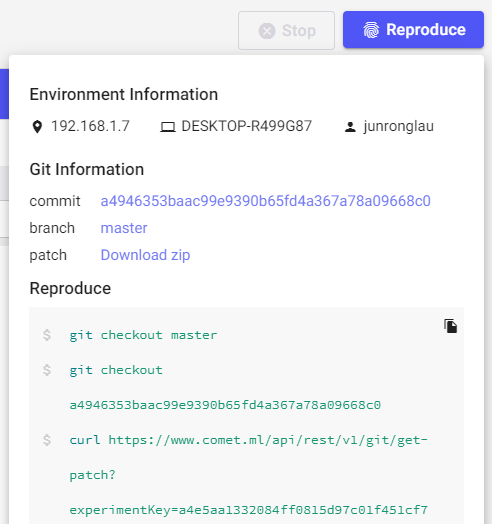 Stop
Reproduce
Environment Information
192.168.1.7 DESKTOP-R499G87 junronglau
Git Information
commit a4946353baac99e9390b65fd4a367a78a09668c0
branch master
patch Download zip
Reproduce
$ git checkout master
$ git checkout
a4946353baac99e9390b65fd4a367a78a09668c0
$ curl https://www.comet.ml/api/rest/v1/git/get-
patch?
experimentKey=a4e5aa1332084ff0815d97c01f451cf7